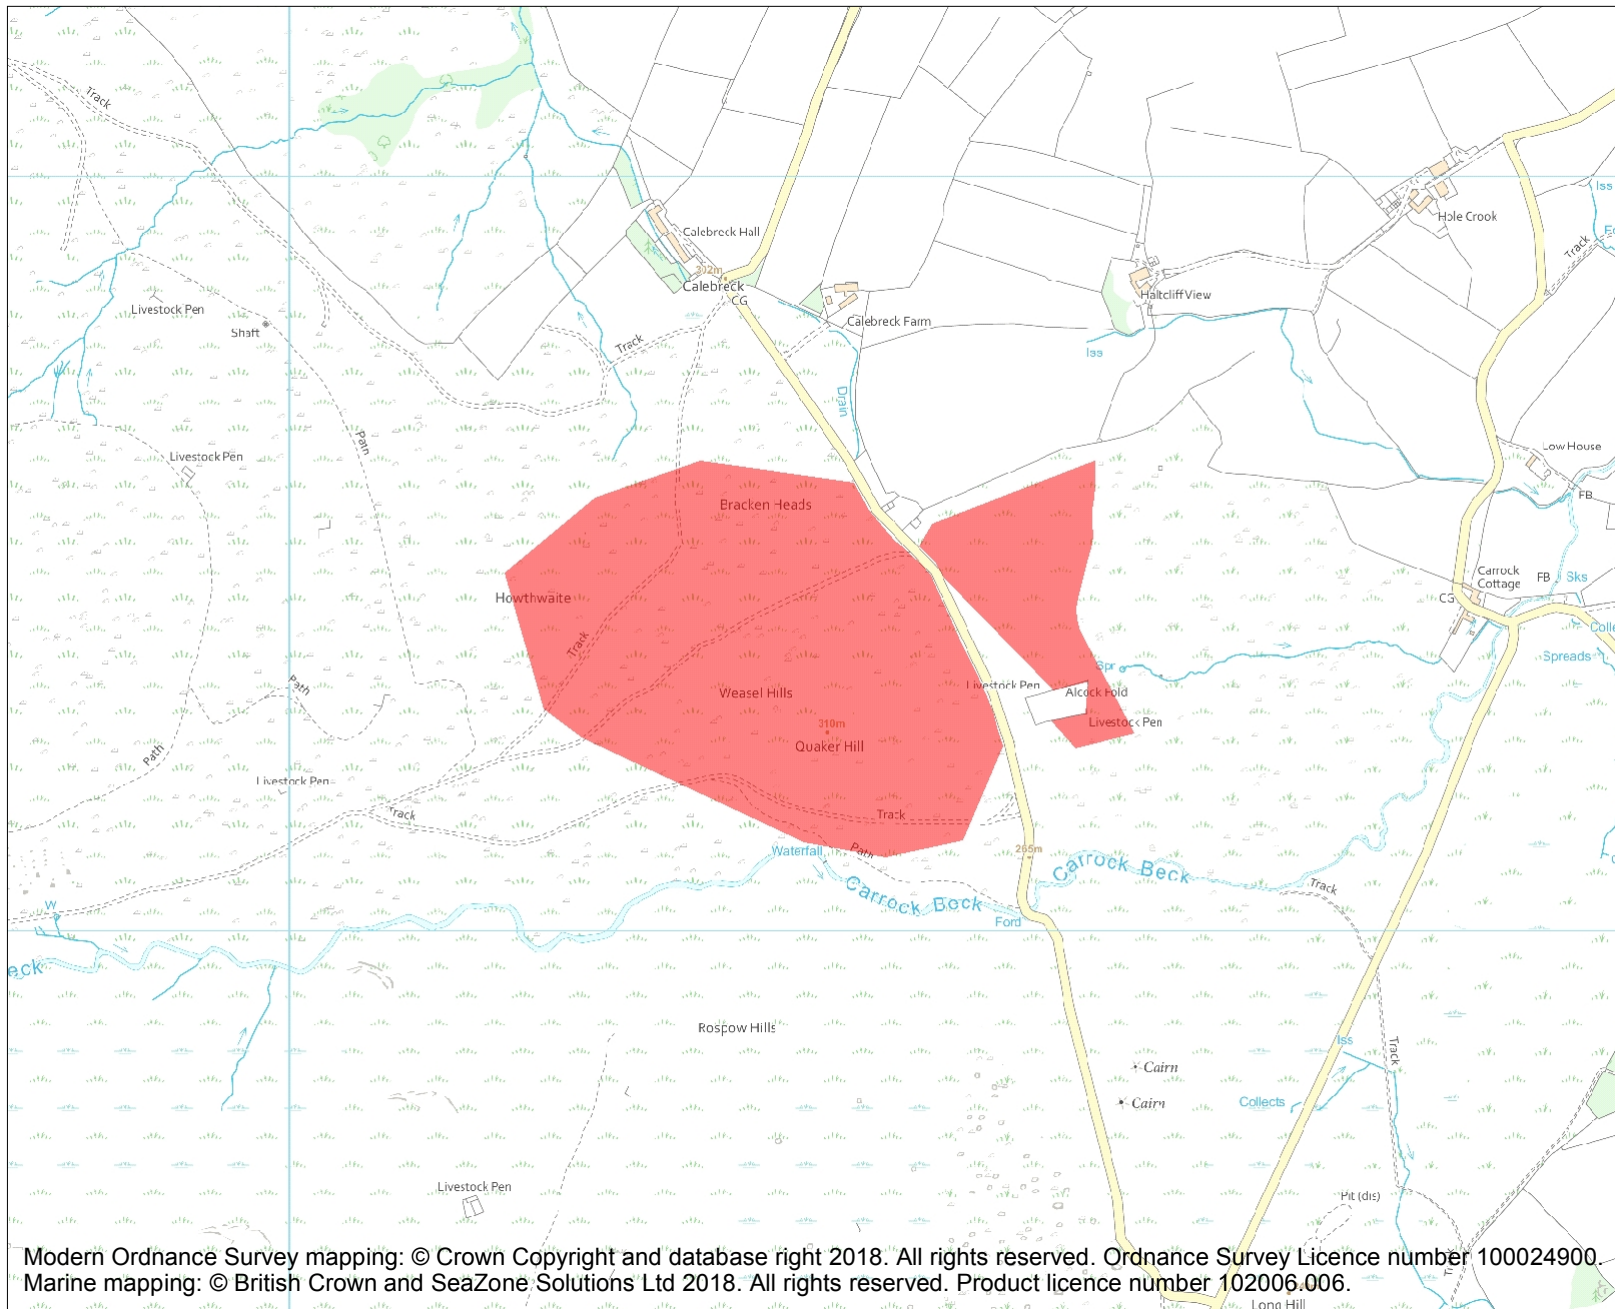 Track
Iss
Hole Crook
Calebreck Hall
Track
302m
Calebreck
CG
Haltcliff View
Livestock Pen
Shaft
Calebreck Farm
Track
Iss
Drain
Path
Low House
Livestock Pen
FB
Bracken Heads
Carrock
Cottage
FB
Sks
Howthwaite
CG
Track
Spr
Spreads
Path
Livestock Pen
Alcock Fold
Weasel Hills
310m
Livestock Pen
Quaker Hill
Path
Livestock Pen
Track
Track
Waterfall
Path
265m
Carrock Beck
Carrock Beck
Track
W
Ford
eck
Rospow Hills
Iss
Track
Cairn
Cairn
Collects
Livestock Pen
Pit (dis)
Track
Modern Ordnance Survey mapping: © Crown Copyright and database right 2018. All rights reserved. Ordnance Survey Licence number 100024900.
Marine mapping: © British Crown and SeaZone Solutions Ltd 2018. All rights reserved. Product licence number 102006.006.
Long Hill